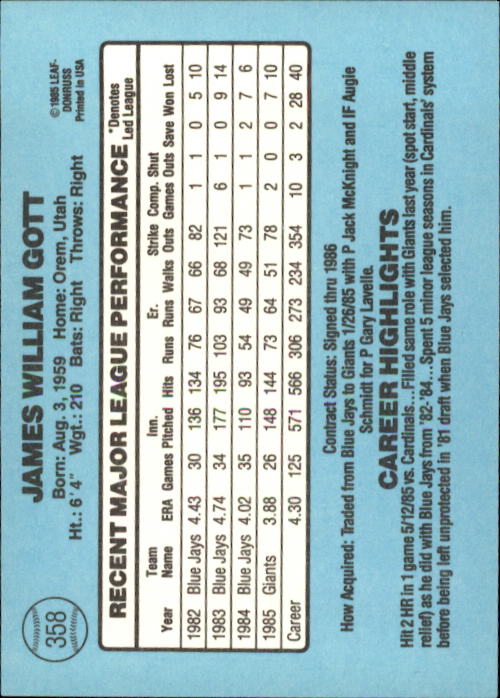 358
JAMES WILLIAM GOTT
©1985 LEAF-
DONRUSS
Printed in USA
Born: Aug. 3, 1959 Home: Orem, Utah
Ht.: 6'4" Wgt.: 210 Bats: Right Throws: Right
RECENT MAJOR LEAGUE PERFORMANCE *Denotes Led League
Year Team Name ERA Games Inn. Pitched Hits Runs Er. Runs Walks Strike Outs Comp. Games Shut Outs Save Won Lost
1982 Blue Jays 4.43 30 136 134 76 67 66 82 1 1 0 5 10
1983 Blue Jays 4.74 34 177 195 103 93 68 121 6 1 0 9 14
1984 Blue Jays 4.02 35 110 93 54 49 49 73 1 1 2 7 6
1985 Giants 3.88 26 148 144 73 64 51 78 2 0 0 7 10
Career 4.30 125 571 566 306 273 234 354 10 3 2 28 40
Contract Status: Signed thru 1986
How Acquired: Traded from Blue Jays to Giants 1/26/85 with P Jack McKnight and IF Augie
Schmidt for P Gary Lavelle.
CAREER HIGHLIGHTS
Hit 2 HR in 1 game 5/12/85 vs. Cardinals...Filled same role with Giants last year (spot start, middle
relief) as he did with Blue Jays from '82-'84...Spent 5 minor league seasons in Cardinals' system
before being left unprotected in '81 draft when Blue Jays selected him.